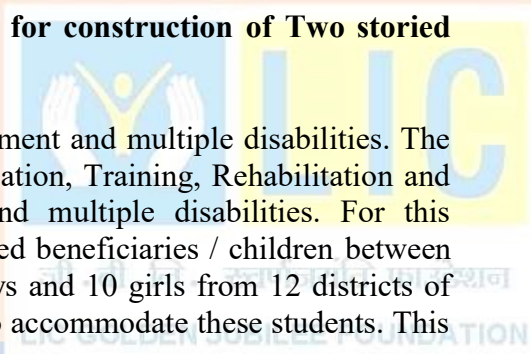 for construction of Two storied
LIC
ment and multiple disabilities. The
ation, Training, Rehabilitation and
nd multiple disabilities. For this
ed beneficiaries / children between
ys and 10 girls from 12 districts of
o accommodate these students. This
LIC GOLDEN JUBILEE FOUNDATION